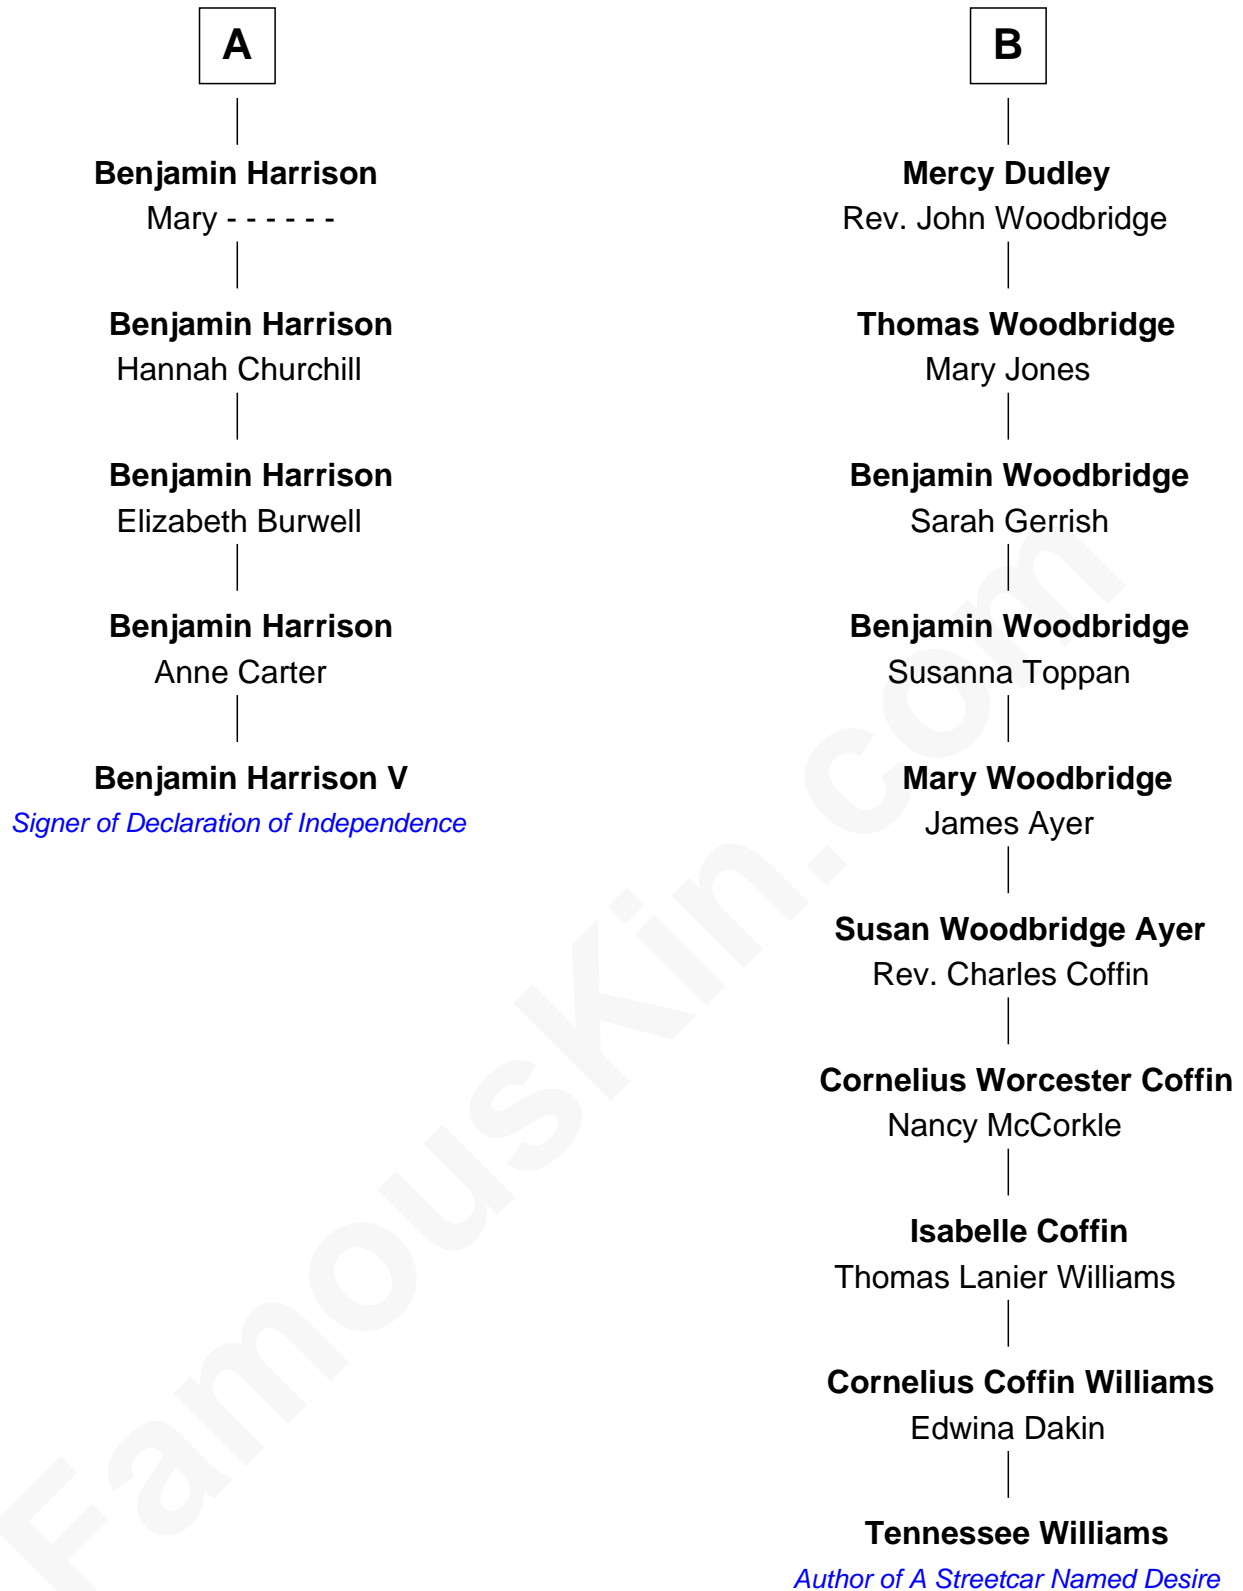 A
Benjamin Harrison
Mary - - - - - -
Benjamin Harrison
Hannah Churchill
Benjamin Harrison
Elizabeth Burwell
Benjamin Harrison
Anne Carter
Benjamin Harrison V
Signer of Declaration of Independence
B
Mercy Dudley
Rev. John Woodbridge
Thomas Woodbridge
Mary Jones
Benjamin Woodbridge
Sarah Gerrish
Benjamin Woodbridge
Susanna Toppan
Mary Woodbridge
James Ayer
Susan Woodbridge Ayer
Rev. Charles Coffin
Cornelius Worcester Coffin
Nancy McCorkle
Isabelle Coffin
Thomas Lanier Williams
Cornelius Coffin Williams
Edwina Dakin
Tennessee Williams
Author of A Streetcar Named Desire
FamousKin.com